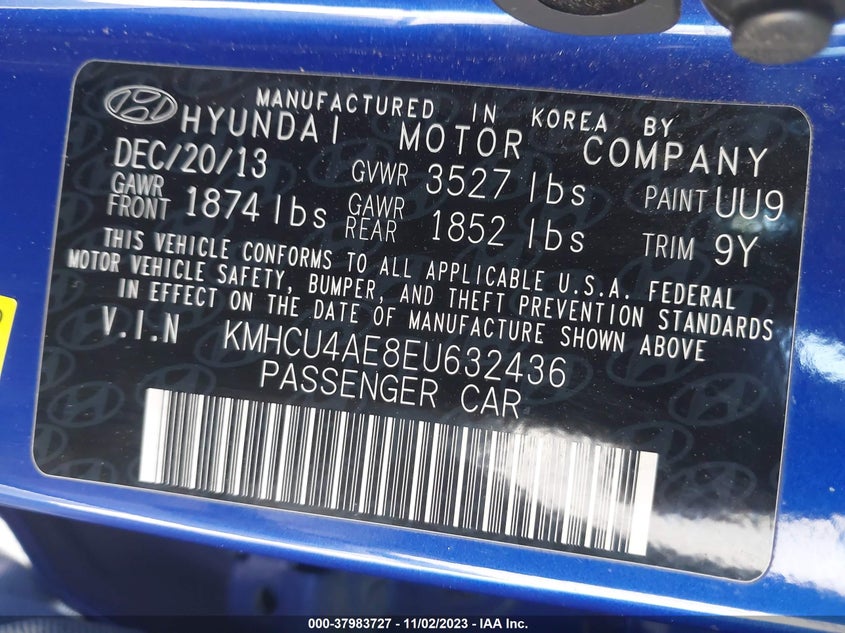 MANUFACTURED IN KOREA BY
HYUNDAI MOTOR COMPANY
DEC/20/13 GVWR 3527 lbs PAINT UU9
GAWR FRONT 1874 lbs GAWR REAR 1852 lbs TRIM 9Y
THIS VEHICLE CONFORMS TO ALL APPLICABLE U.S.A. FEDERAL
MOTOR VEHICLE SAFETY, BUMPER, AND THEFT PREVENTION STANDARDS
IN EFFECT ON THE DATE OF MANUFACTURE SHOWN ABOVE
V.I.N KMHCU4AE8EU632436
PASSENGER CAR
000-37983727 - 11/02/2023 - IAA Inc.